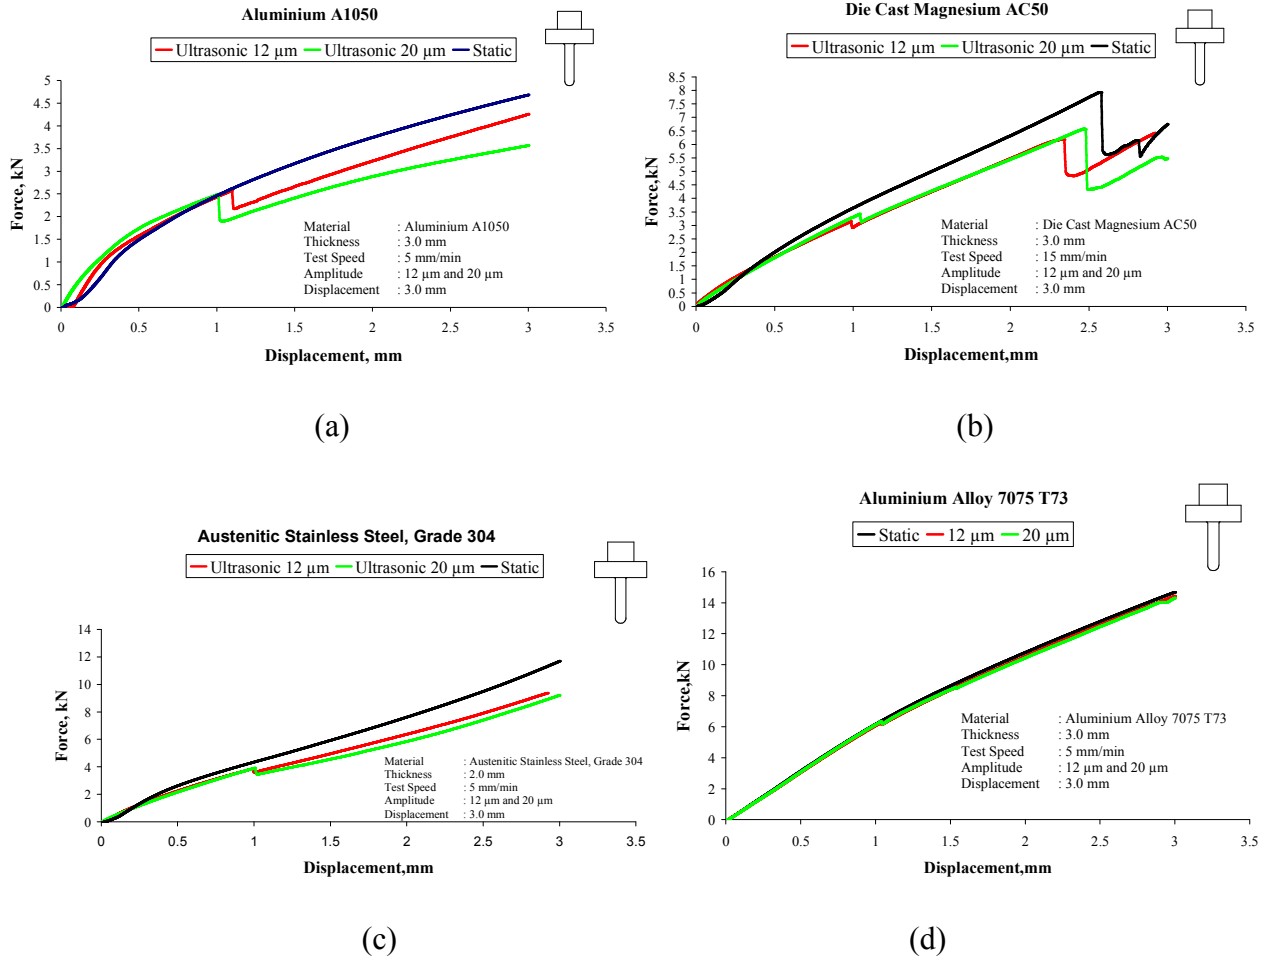 Aluminium A1050
Ultrasonic 12 µm Ultrasonic 20 µm Static
5
4.5
4
3.5
3
2.5
2
1.5
1
0.5
0
Force, kN
0 0.5 1 1.5 2 2.5 3 3.5
Displacement, mm
Material : Aluminium A1050
Thickness : 3.0 mm
Test Speed : 5 mm/min
Amplitude : 12 µm and 20 µm
Displacement : 3.0 mm
(a)
Die Cast Magnesium AC50
Ultrasonic 12 µm Ultrasonic 20 µm Static
8.5
8
7.5
7
6.5
6
5.5
5
4.5
4
3.5
3
2.5
2
1.5
1
0.5
0
Force,kN
0 0.5 1 1.5 2 2.5 3 3.5
Displacement,mm
Material : Die Cast Magnesium AC50
Thickness : 3.0 mm
Test Speed : 15 mm/min
Amplitude : 12 µm and 20 µm
Displacement : 3.0 mm
(b)
Austenitic Stainless Steel, Grade 304
Ultrasonic 12 µm Ultrasonic 20 µm Static
14
12
10
8
6
4
2
0
Force, kN
0 0.5 1 1.5 2 2.5 3 3.5
Displacement,mm
Material : Austenitic Stainless Steel, Grade 304
Thickness : 2.0 mm
Test Speed : 5 mm/min
Amplitude : 12 µm and 20 µm
Displacement : 3.0 mm
(c)
Aluminium Alloy 7075 T73
Static 12 µm 20 µm
16
14
12
10
8
6
4
2
0
Force,kN
0 0.5 1 1.5 2 2.5 3 3.5
Displacement,mm
Material : Aluminium Alloy 7075 T73
Thickness : 3.0 mm
Test Speed : 5 mm/min
Amplitude : 12 µm and 20 µm
Displacement : 3.0 mm
(d)